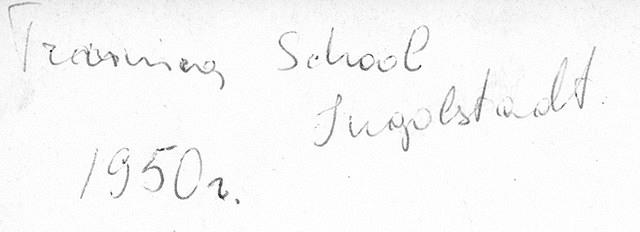 Training School
Ingolstadt.
1950г.